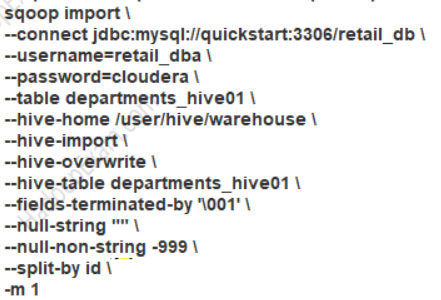 sqoop import \
--connect jdbc:mysql://quickstart:3306/retail_db \
--username=retail_dba \
--password=cloudera \
--table departments_hive01 \
--hive-home /user/hive/warehouse \
--hive-import \
--hive-overwrite \
--hive-table departments_hive01 \
--fields-terminated-by '\001' \
--null-string "" \
--null-non-string -999 \
--split-by id \
-m 1